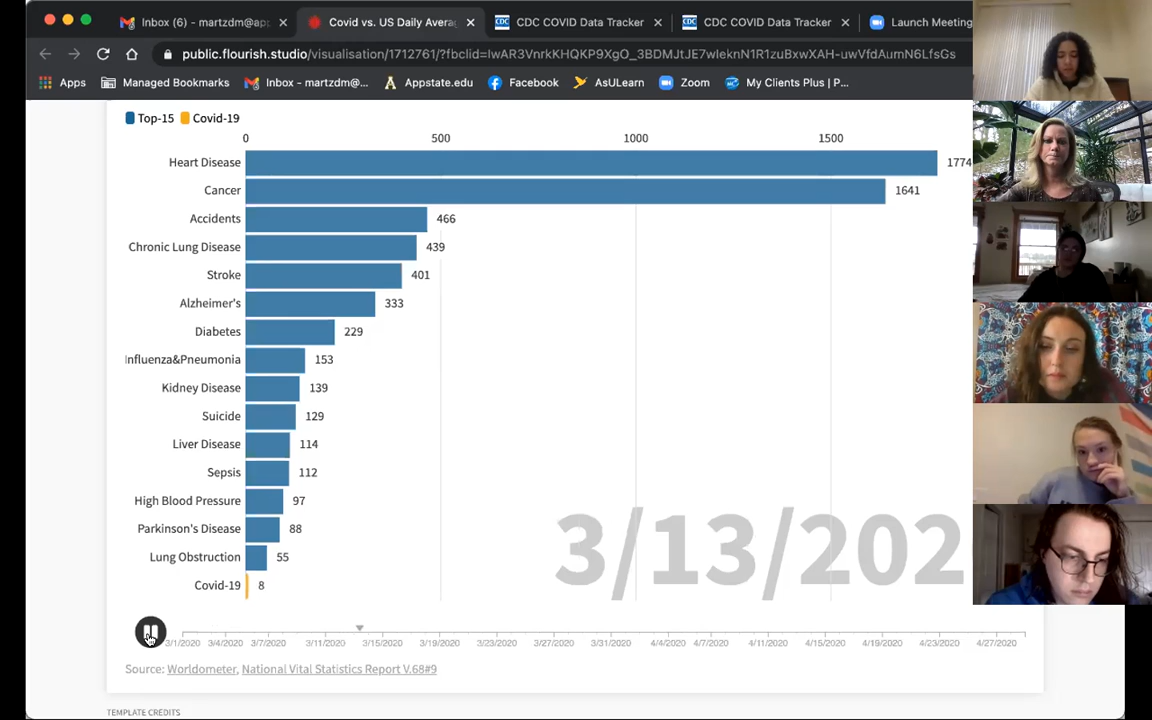 Inbox (6) – martzdm@app
Covid vs. US Daily Avera
CDC COVID Data Tracker
CDC COVID Data Tracker
Launch Meeting
public.flourish.studio/visualisation/1712761/?fbclid=IwAR3VnrkKHQKP9XgO_3BDMJtJE7wIeknN1R1zuBxwXAH-uwVfdAumN6LfsGs
Apps
Managed Bookmarks
Inbox – martzdm@...
Appstate.edu
Facebook
AsULearn
Zoom
My Clients Plus | P...
Top-15 Covid-19
0 500 1000 1500
Heart Disease 1774
Cancer 1641
Accidents 466
Chronic Lung Disease 439
Stroke 401
Alzheimer's 333
Diabetes 229
Influenza&Pneumonia 153
Kidney Disease 139
Suicide 129
Liver Disease 114
Sepsis 112
High Blood Pressure 97
Parkinson's Disease 88
Lung Obstruction 55
Covid-19 8
3/13/202
3/1/2020 3/4/2020 3/7/2020 3/11/2020 3/15/2020 3/19/2020 3/23/2020 3/27/2020 3/31/2020 4/4/2020 4/7/2020 4/11/2020 4/15/2020 4/19/2020 4/23/2020 4/27/2020
Source: Worldometer, National Vital Statistics Report V.68#9
TEMPLATE CREDITS